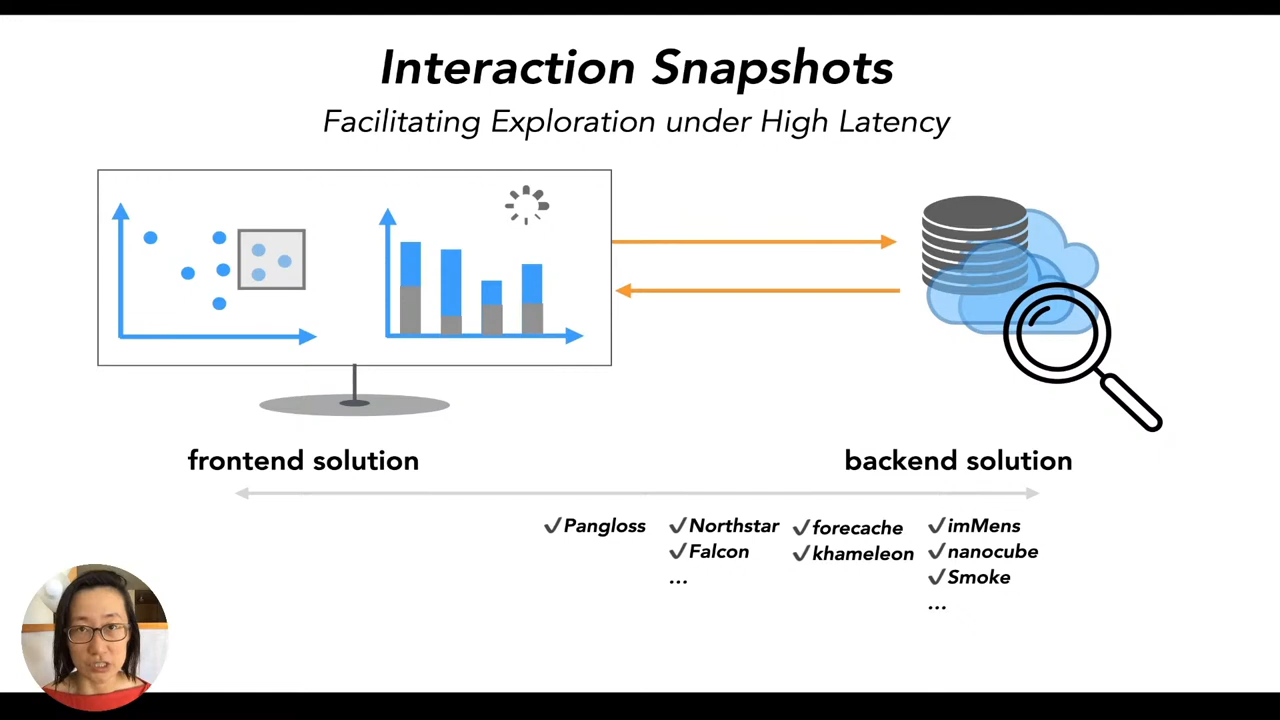 Interaction Snapshots
Facilitating Exploration under High Latency
frontend solution
backend solution
✓Pangloss
✓Northstar
✓Falcon
...
✓forecache
✓khameleon
✓imMens
✓nanocube
✓Smoke
...